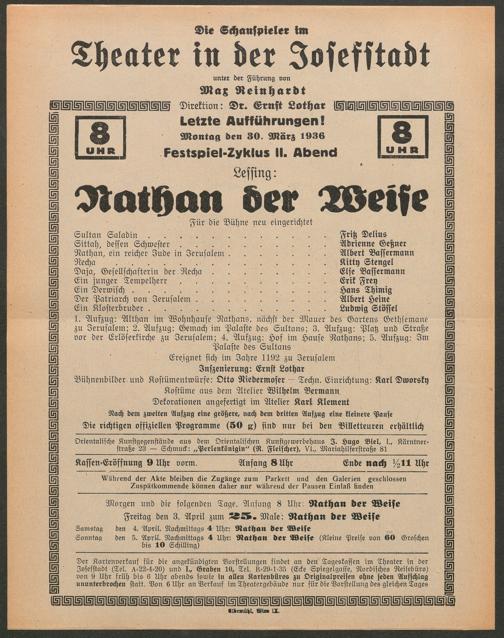 Die Schauspieler im
Theater in der Josefstadt
unter der Führung von
Max Reinhardt
Direktion: Dr. Ernst Lothar
Letzte Aufführungen!
8 UHR
Montag den 30. März 1936
8 UHR
Festspiel-Zyklus II. Abend
Lessing:
Nathan der Weise
Für die Bühne neu eingerichtet
Sultan Saladin . . . . . . . . . Fritz Delius
Sittah, dessen Schwester . . . . . . . . . Adrienne Geßner
Nathan, ein reicher Jude in Jerusalem . . . . . . . . . Albert Bassermann
Recha . . . . . . . . . Kitty Stengel
Daja, Gesellschafterin der Recha . . . . . . . . . Else Bassermann
Ein junger Tempelherr . . . . . . . . . Erik Frey
Ein Derwisch . . . . . . . . . Hans Thimig
Der Patriarch von Jerusalem . . . . . . . . . Albert Heine
Ein Klosterbruder . . . . . . . . . Ludwig Stössel
1. Aufzug: Altan im Wohnhause Nathans, nächst der Mauer des Gartens Gethsemane
zu Jerusalem; 2. Aufzug: Gemach im Palaste des Sultans; 3. Aufzug: Platz und Straße
vor der Erlöserkirche zu Jerusalem; 4. Aufzug: Hof im Hause Nathans; 5. Aufzug: Im
Palaste des Sultans
Ereignet sich im Jahre 1192 zu Jerusalem
Inszenierung: Ernst Lothar
Bühnenbilder und Kostümentwürfe: Otto Niedermoser – Techn. Einrichtung: Karl Dworsky
Kostüme aus dem Atelier Wilhelm Bermann
Dekorationen angefertigt im Atelier Karl Klement
Nach dem zweiten Aufzug eine größere, nach dem dritten Aufzug eine kleinere Pause
Die richtigen offiziellen Programme (50 g) sind nur bei den Billetteuren erhältlich
Orientalische Kunstgegenstände aus dem Orientalischen Kunstgewerbehaus J. Hugo Biel, I., Kärntner-
straße 23 — Schmuck: „Perlenkönigin" (R. Fleischer), VI., Mariahilferstraße 81
Kassen-Eröffnung 9 Uhr vorm. Anfang 8 Uhr Ende nach ½11 Uhr
Während der Akte bleiben die Zugänge zum Parkett und den Galerien geschlossen
Zuspätkommende können daher nur während der Pausen Einlaß finden
Morgen und die folgenden Tage. Anfang 8 Uhr: Nathan der Weise
Freitag den 3. April zum 25. Male: Nathan der Weise
Samstag den 4. April. Nachmittags 4 Uhr: Nathan der Weise
Sonntag den 5. April. Nachmittags 4 Uhr: Nathan der Weise (Kleine Preise von 60 Groschen
bis 10 Schilling)
Der Kartenverkauf für die angekündigten Vorstellungen findet an den Tageskassen im Theater in der
Josefstadt (Tel. A-22-4-20) und I., Graben 10, Tel. R-29-1-35 (Ecke Spiegelgasse, Nordisches Reisebüro)
von 9 Uhr früh bis 6 Uhr abends sowie in allen Kartenbüros zu Originalpreisen ohne jeden Aufschlag
ununterbrochen statt. Von 6 Uhr an Verkauf im Theatergebäude nur für die Vorstellung des gleichen Tages